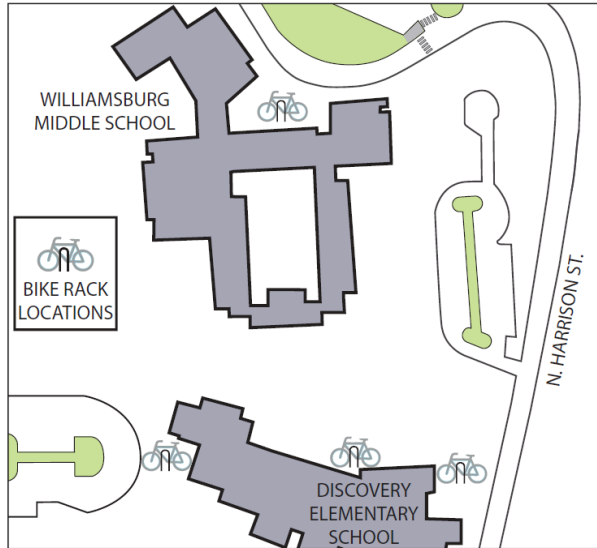 WILLIAMSBURG
MIDDLE SCHOOL
BIKE RACK
LOCATIONS
N. HARRISON ST.
DISCOVERY
ELEMENTARY
SCHOOL